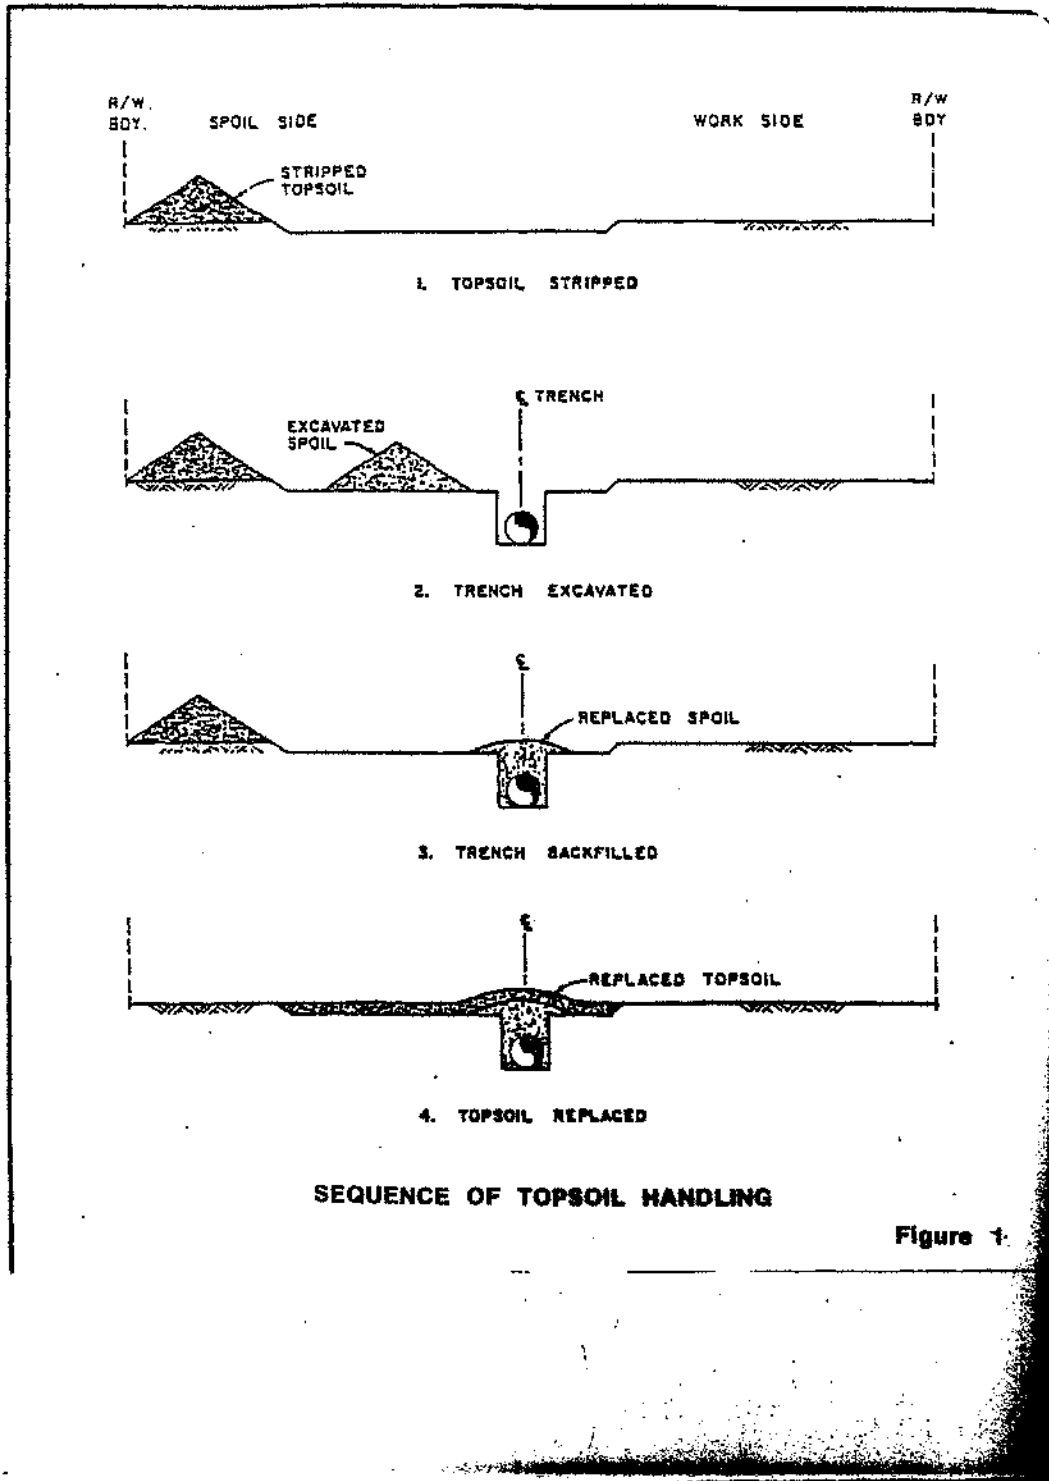 R/W.
BDY.
SPOIL SIDE
WORK SIDE
R/W
BDY
STRIPPED
TOPSOIL
1. TOPSOIL STRIPPED
℄ TRENCH
EXCAVATED
SPOIL
2. TRENCH EXCAVATED
℄
REPLACED SPOIL
3. TRENCH BACKFILLED
℄
REPLACED TOPSOIL
4. TOPSOIL REPLACED
SEQUENCE OF TOPSOIL HANDLING
Figure 1